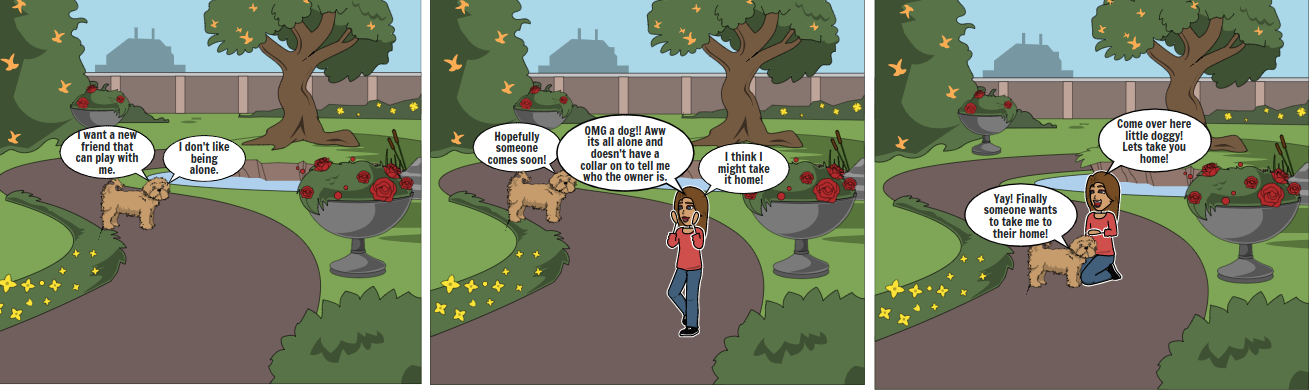 I want a new
friend that
can play with
me.
I don't like
being
alone.
Hopefully
someone
comes soon!
OMG a dog!! Aww
its all alone and
doesn't have a
collar on to tell me
who the owner is.
I think I
might take
it home!
Come over here
little doggy!
Lets take you
home!
Yay! Finally
someone wants
to take me to
their home!